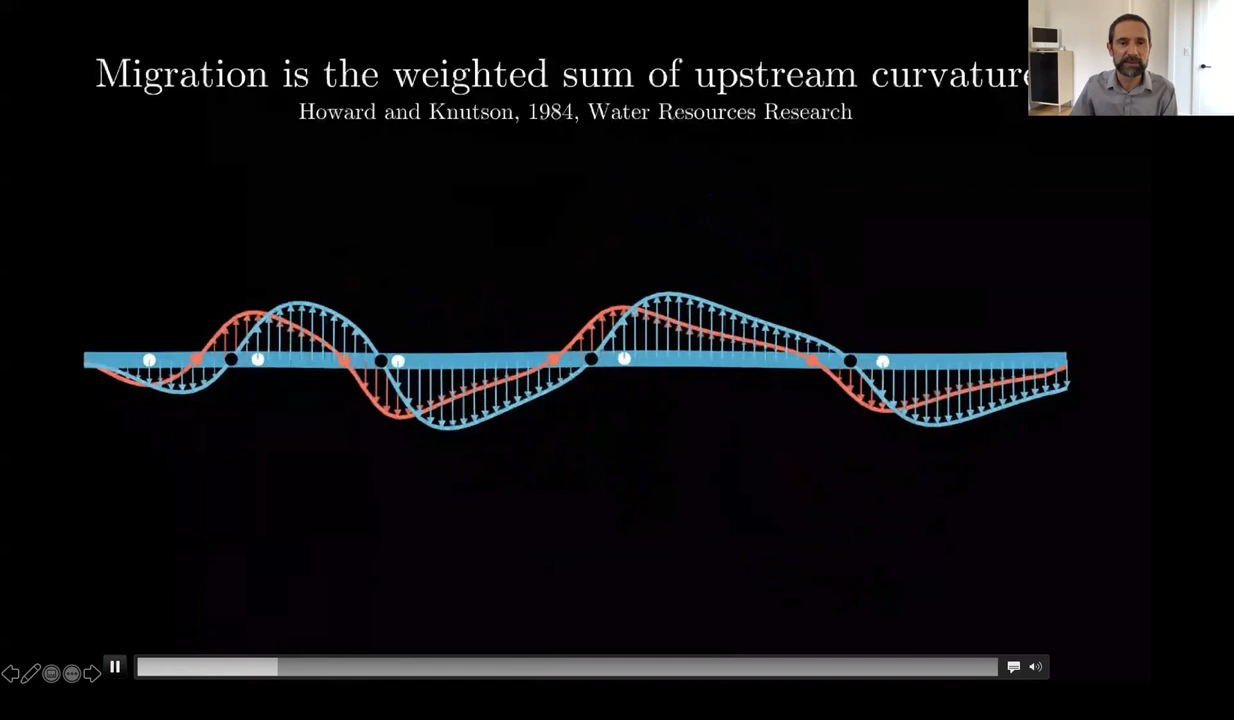 Migration is the weighted sum of upstream curvature
Howard and Knutson, 1984, Water Resources Research